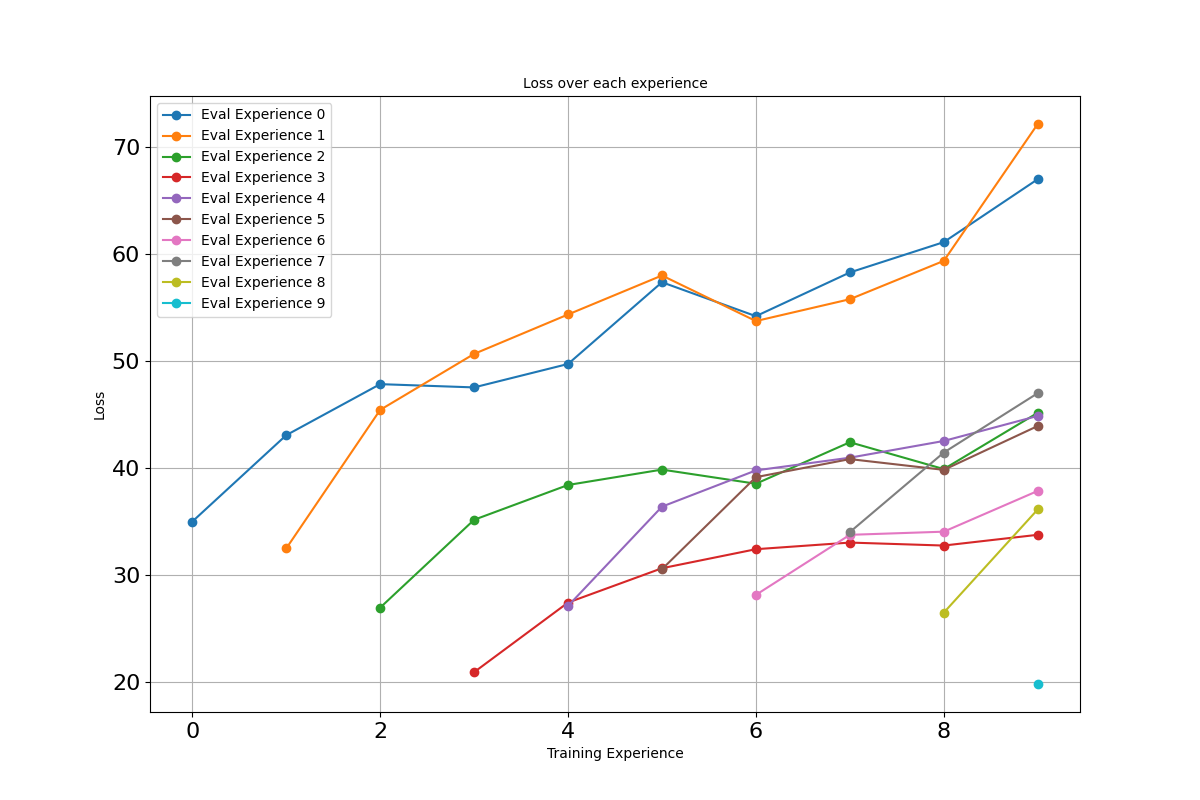 Loss over each experience
Eval Experience 0
Eval Experience 1
Eval Experience 2
Eval Experience 3
Eval Experience 4
Eval Experience 5
Eval Experience 6
Eval Experience 7
Eval Experience 8
Eval Experience 9
70
60
50
40
30
20
Loss
0 2 4 6 8
Training Experience